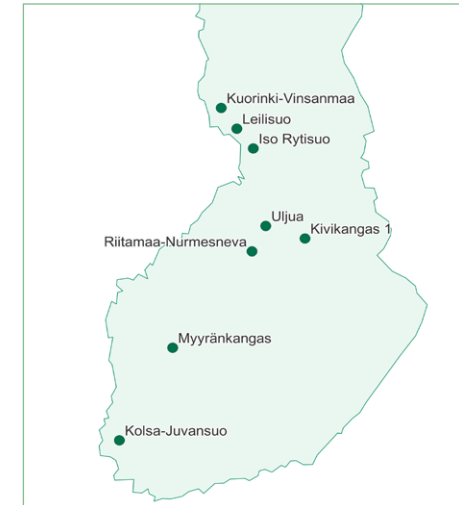 Kuorinki-Vinsanmaa
Leilisuo
Iso Rytisuo
Uljua
Kivikangas 1
Riitamaa-Nurmesneva
Myyränkangas
Kolsa-Juvansuo